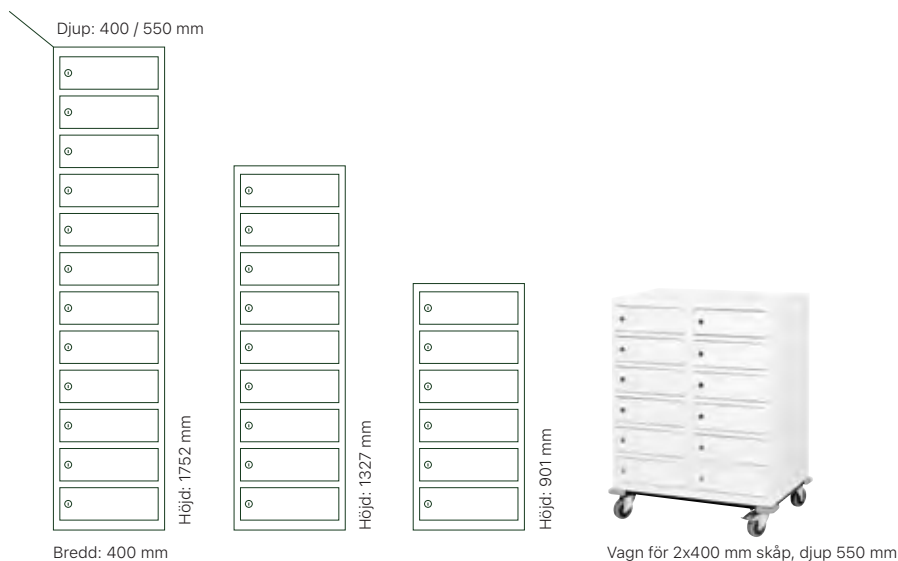 Djup: 400 / 550 mm
Höjd: 1752 mm
Höjd: 1327 mm
Höjd: 901 mm
Bredd: 400 mm
Vagn för 2x400 mm skåp, djup 550 mm